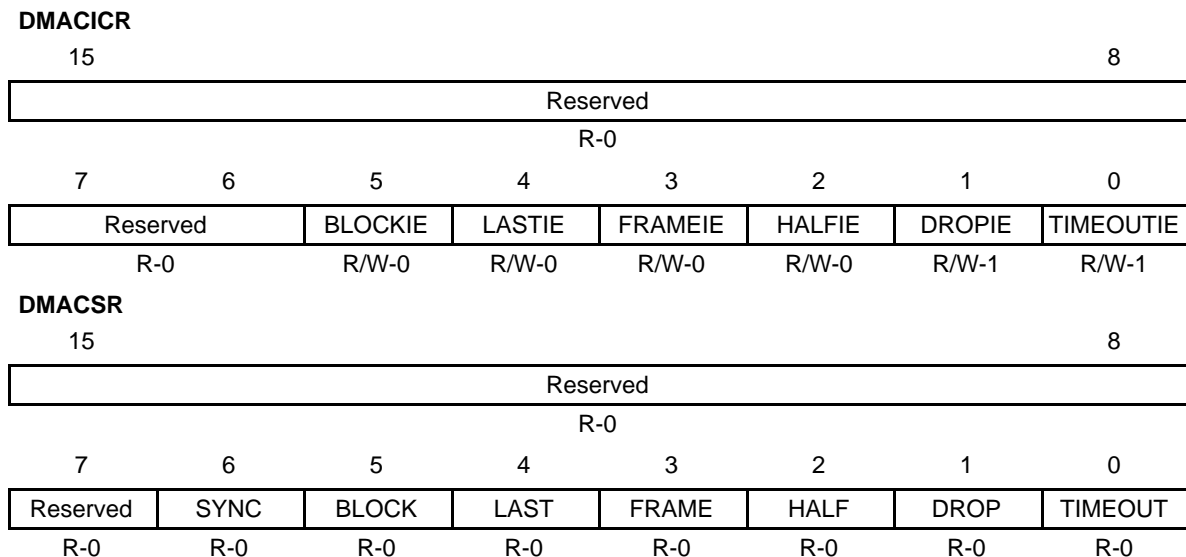 DMACICR
15 8
Reserved
R-0
7 6 5 4 3 2 1 0
Reserved BLOCKIE LASTIE FRAMEIE HALFIE DROPIE TIMEOUTIE
R-0 R/W-0 R/W-0 R/W-0 R/W-0 R/W-1 R/W-1
DMACSR
15 8
Reserved
R-0
7 6 5 4 3 2 1 0
Reserved SYNC BLOCK LAST FRAME HALF DROP TIMEOUT
R-0 R-0 R-0 R-0 R-0 R-0 R-0 R-0